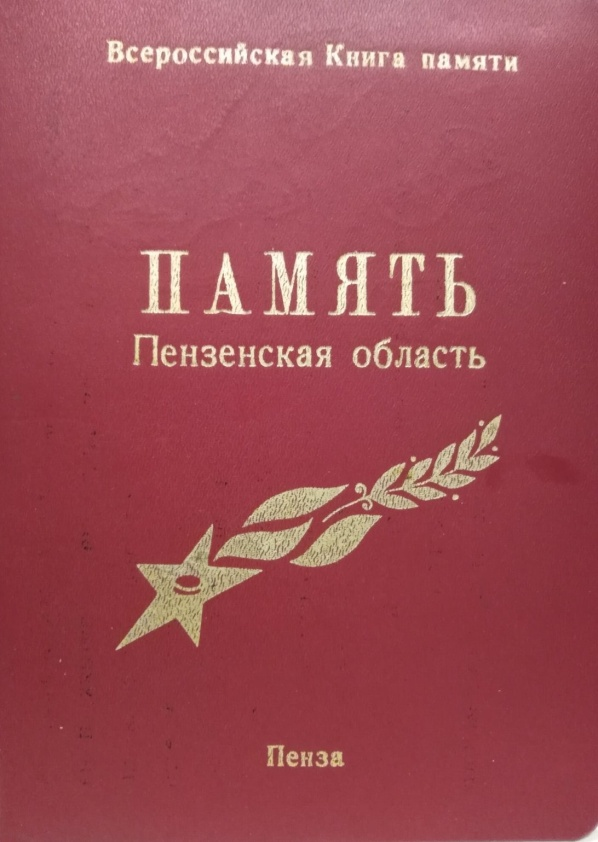 Всероссийская Книга памяти
ПАМЯТЬ
Пензенская область
Пенза